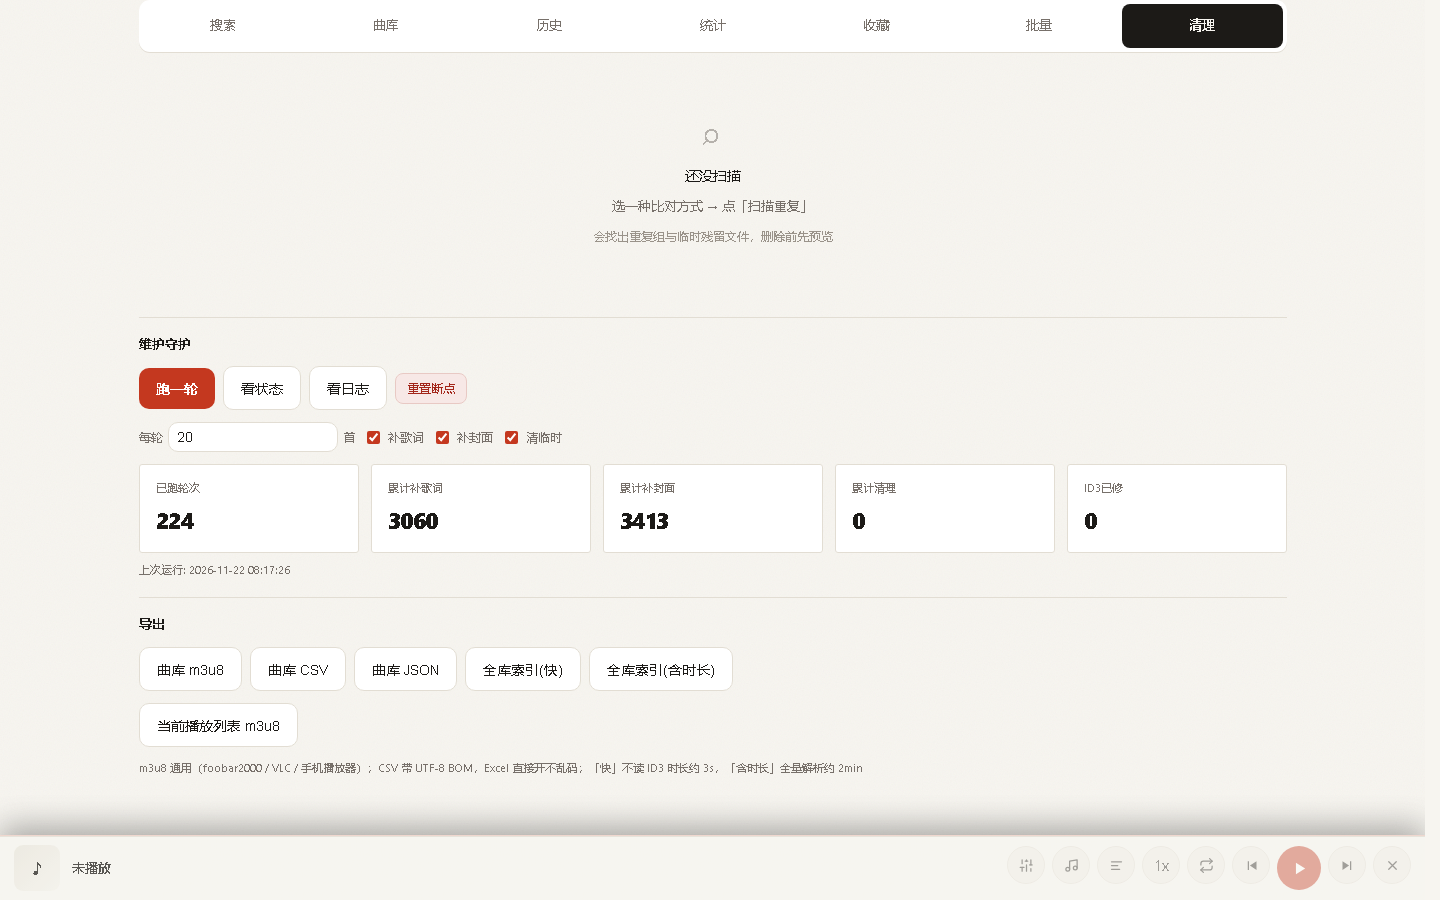 搜索 曲库 历史 统计 收藏 批量 清理
还没扫描
选一种比对方式 → 点「扫描重复」
会找出重复组与临时残留文件，删除前先预览
维护守护
跑一轮 看状态 看日志 重置断点
每轮 20 首 补歌词 补封面 清临时
已跑轮次 累计补歌词 累计补封面 累计清理 ID3已修
224 3060 3413 0 0
上次运行: 2026-11-22 08:17:26
导出
曲库 m3u8 曲库 CSV 曲库 JSON 全库索引(快) 全库索引(含时长)
当前播放列表 m3u8
m3u8 通用（foobar2000 / VLC / 手机播放器）；CSV 带 UTF-8 BOM，Excel 直接开不乱码；「快」不读 ID3 时长约 3s，「含时长」全量解析约 2min
未播放 1x